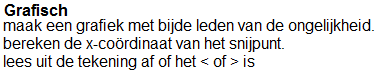 Grafisch
maak een grafiek met bijde leden van de ongelijkheid.
bereken de x-coördinaat van het snijpunt.
lees uit de tekening af of het < of > is